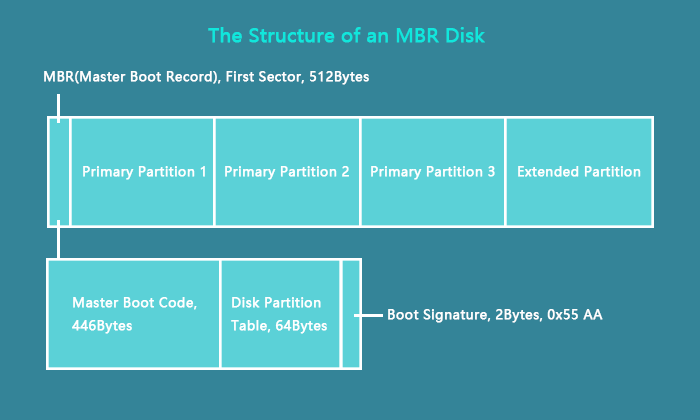 The Structure of an MBR Disk
MBR(Master Boot Record), First Sector, 512Bytes
Primary Partition 1
Primary Partition 2
Primary Partition 3
Extended Partition
Master Boot Code,
446Bytes
Disk Partition
Table, 64Bytes
Boot Signature, 2Bytes, 0x55 AA